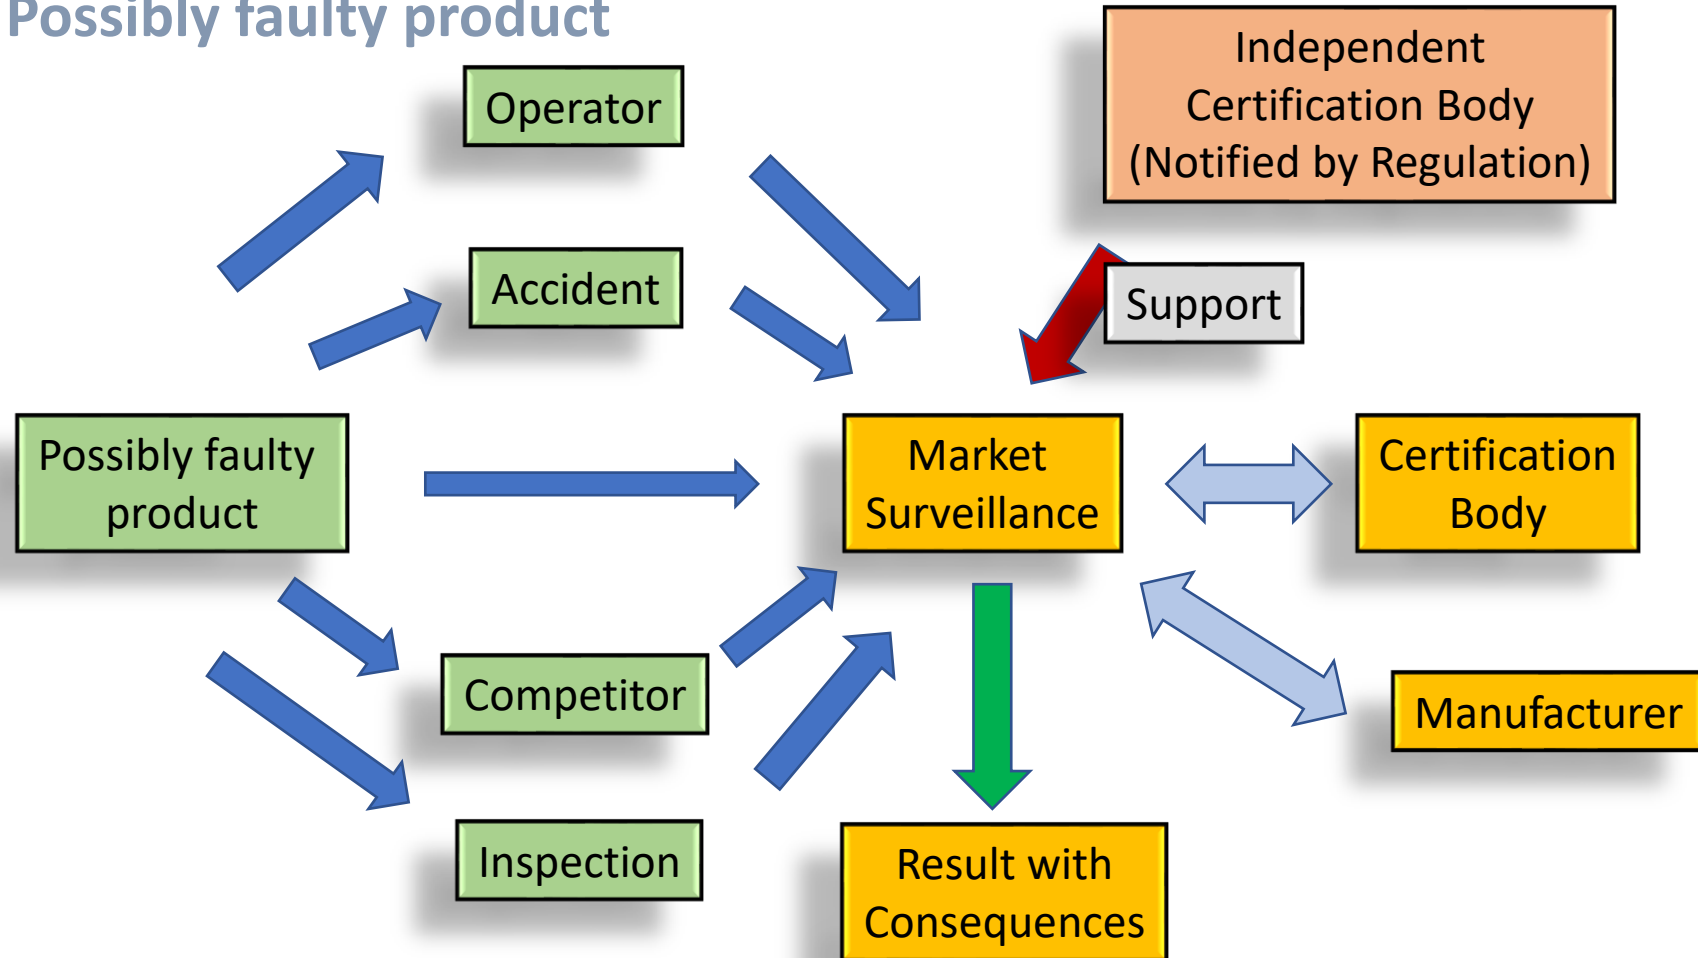 Possibly faulty product
Independent
Certification Body
(Notified by Regulation)
Operator
Accident
Support
Possibly faulty
product
Market
Surveillance
Certification
Body
Competitor
Manufacturer
Inspection
Result with
Consequences